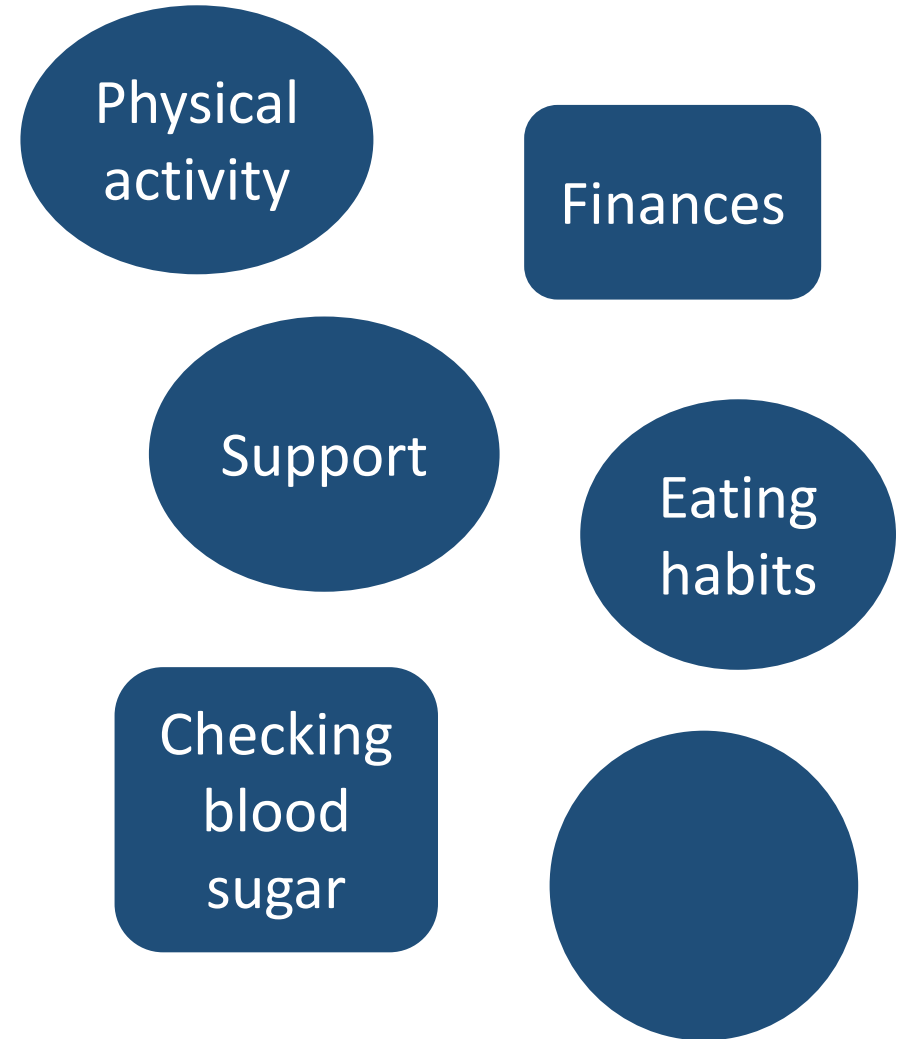 Physical
activity
Finances
Support
Eating
habits
Checking
blood
sugar